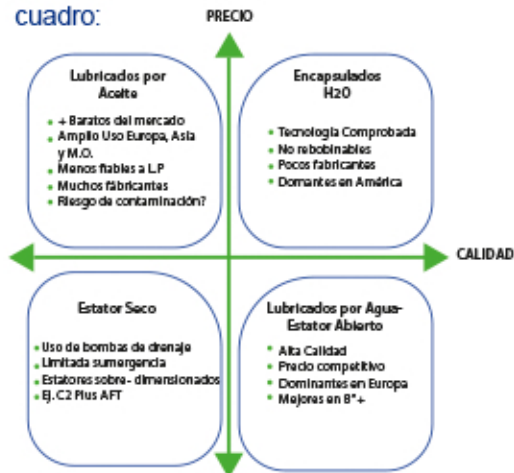 cuadro:
PRECIO
Lubricados por
Aceite
+ Baratos del mercado
Amplio Uso Europa, Asia
y M.O.
Menos fiables a L.P
Muchos fábricantes
Riesgo de contaminación?
Encapsulados
H2O
Tecnología Comprobada
No rebobinables
Pocos fabricantes
Domantes en América
CALIDAD
Estator Seco
Uso de bombas de drenaje
Limitada sumergencia
Estatores sobre- dimensionados
Ej. C2 Plus AFT
Lubricados por Agua-
Estator Abierto
Alta Calidad
Precio competitivo
Dominantes en Europa
Mejores en 8"+